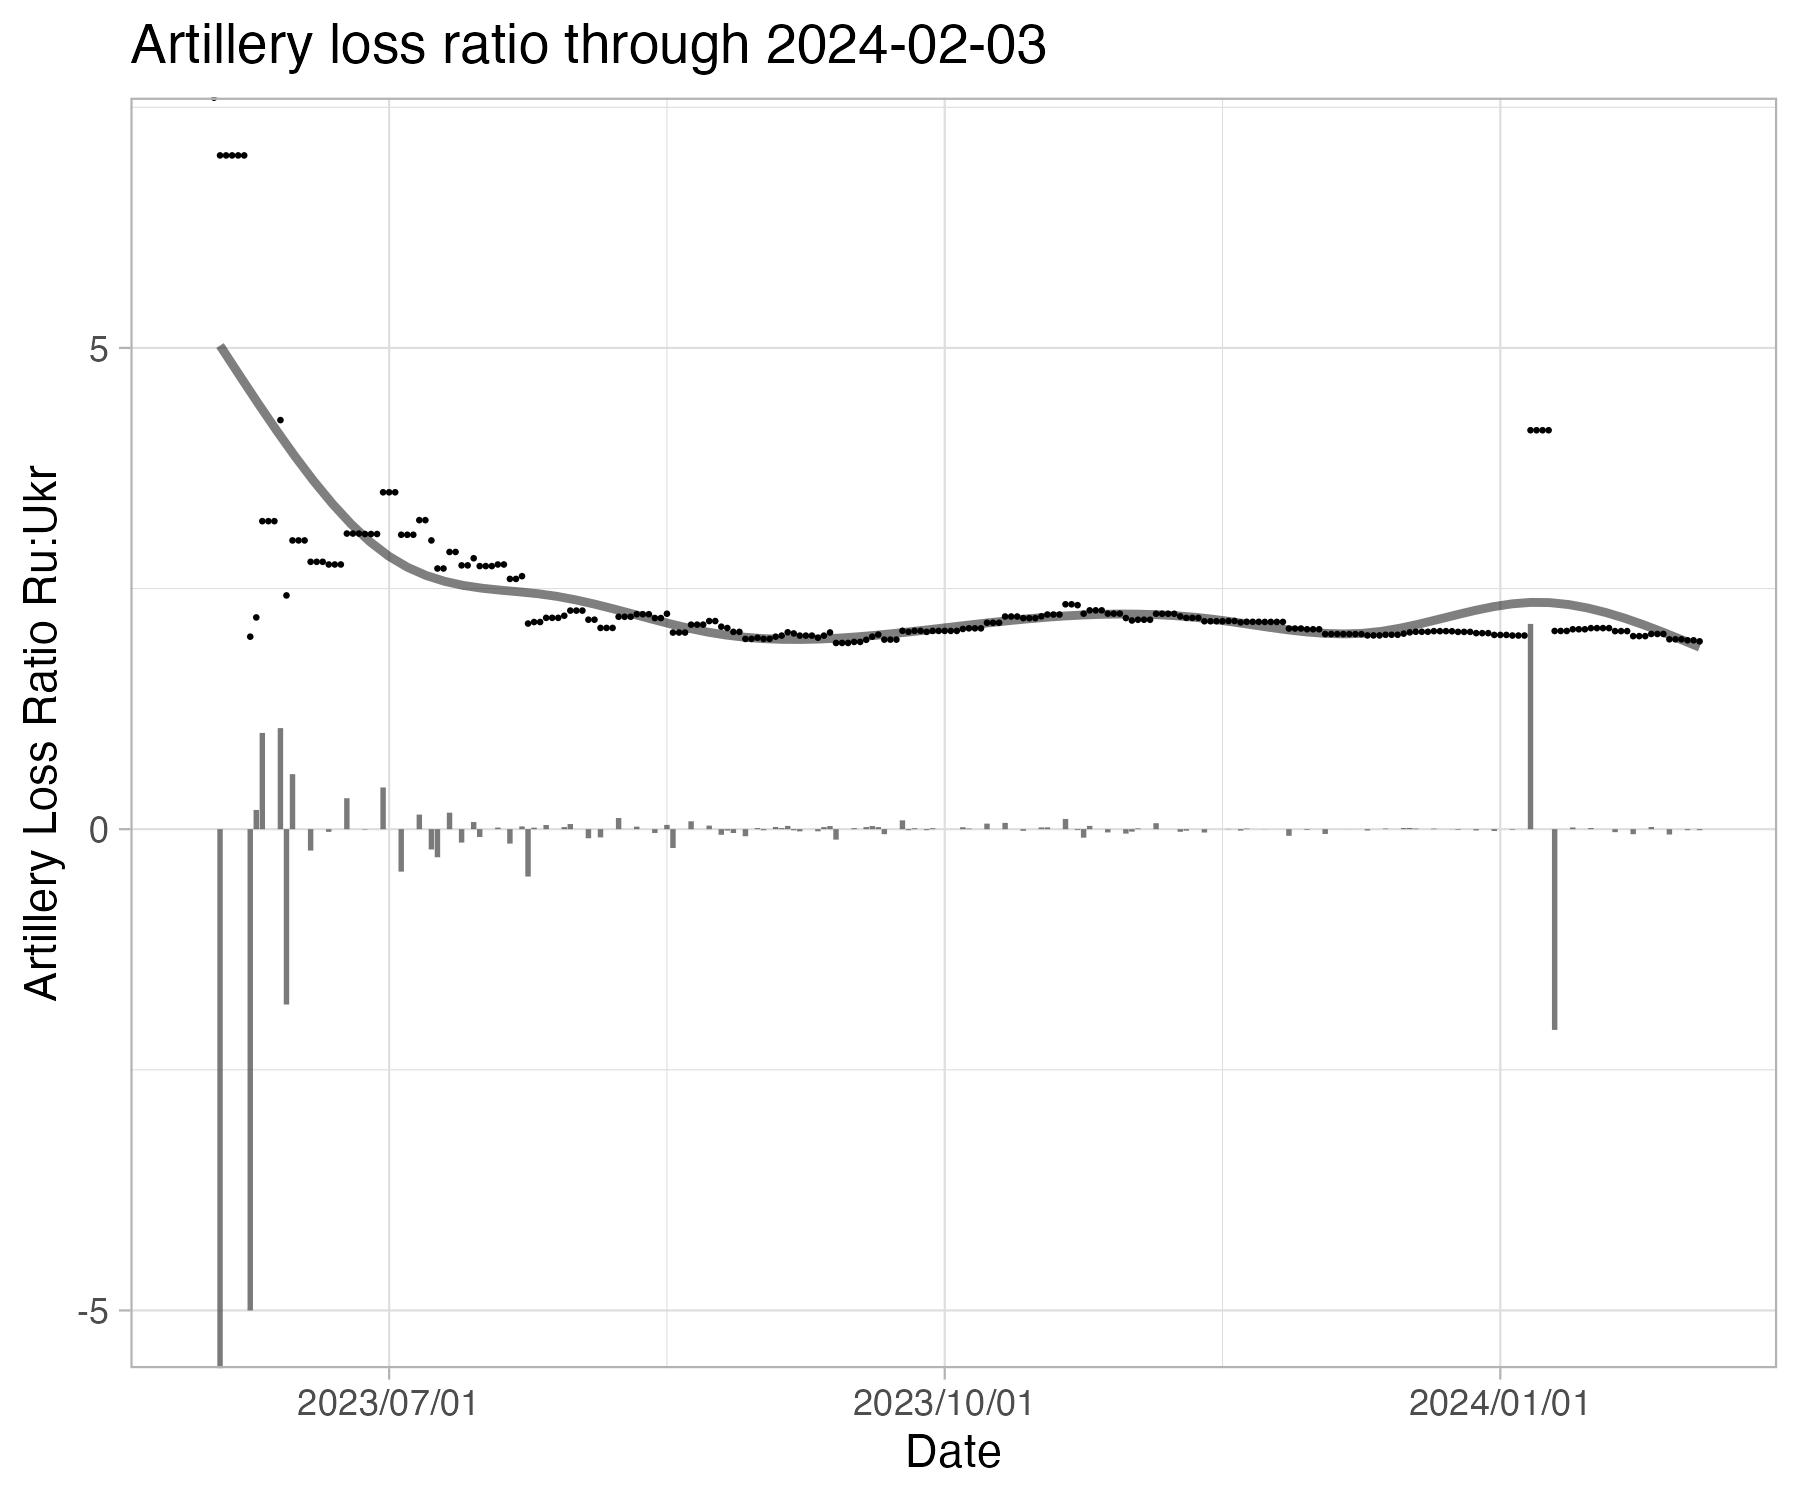 Artillery loss ratio through 2024-02-03
Artillery Loss Ratio Ru:Ukr
5
0
-5
2023/07/01
2023/10/01
2024/01/01
Date